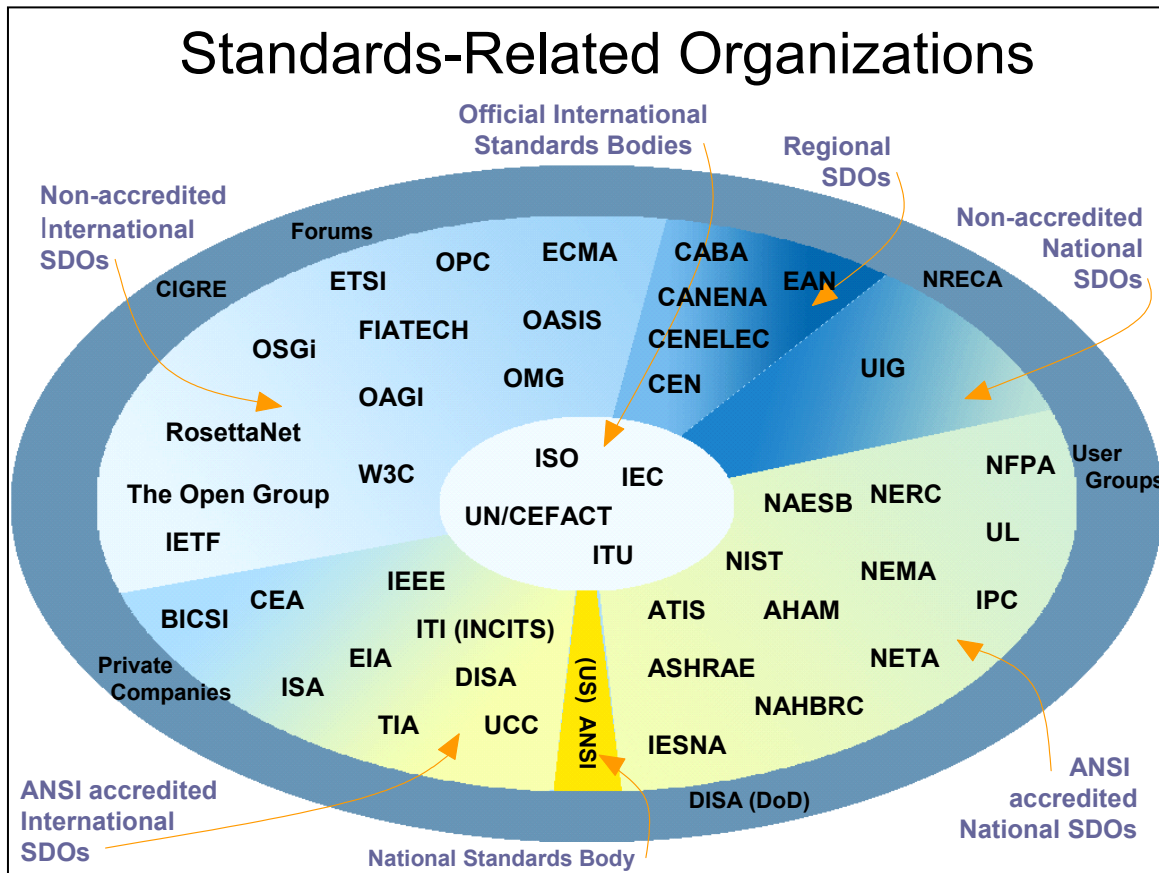 Standards-Related Organizations
Official International
Standards Bodies
Regional
SDOs
Non-accredited
International
SDOs
Non-accredited
National
SDOs
Forums
CIGRE
NRECA
User
Groups
Private
Companies
DISA (DoD)
ECMA
OPC
ETSI
FIATECH
OASIS
OSGi
OAGI
OMG
RosettaNet
W3C
The Open Group
IETF
CABA
EAN
CANENA
CENELEC
CEN
UIG
ISO
IEC
UN/CEFACT
ITU
NFPA
NAESB
NERC
UL
NIST
NEMA
ATIS
AHAM
IPC
ASHRAE
NETA
NAHBRC
IESNA
IEEE
CEA
BICSI
ITI (INCITS)
EIA
DISA
ISA
TIA
UCC
(US) ANSI
ANSI accredited
International
SDOs
National Standards Body
ANSI
accredited
National SDOs